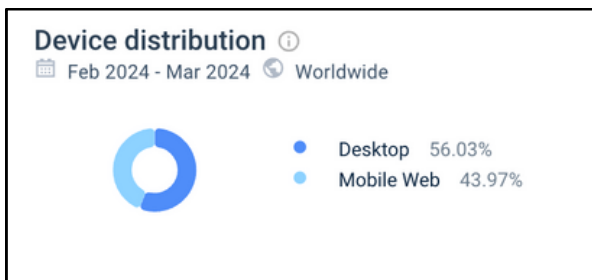 Device distribution
Feb 2024 - Mar 2024 Worldwide
Desktop 56.03%
Mobile Web 43.97%